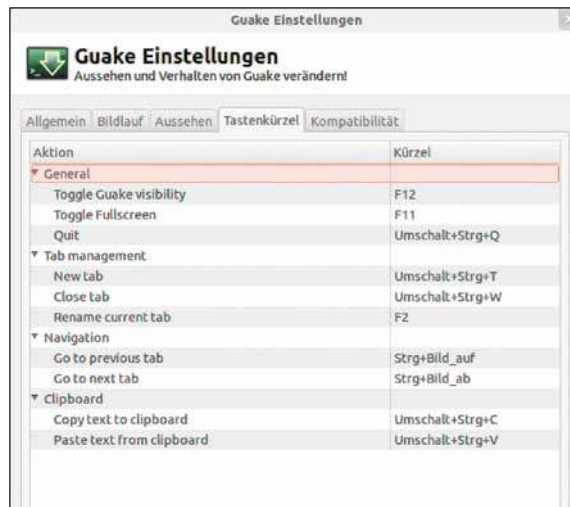 Guake Einstellungen
Guake Einstellungen
Aussehen und Verhalten von Guake verändern!
Allgemein Bildlauf Aussehen Tastenkürzel Kompatibilität
Aktion Kürzel
General
Toggle Guake visibility F12
Toggle Fullscreen F11
Quit Umschalt+Strg+Q
Tab management
New tab Umschalt+Strg+T
Close tab Umschalt+Strg+W
Rename current tab F2
Navigation
Go to previous tab Strg+Bild_auf
Go to next tab Strg+Bild_ab
Clipboard
Copy text to clipboard Umschalt+Strg+C
Paste text from clipboard Umschalt+Strg+V